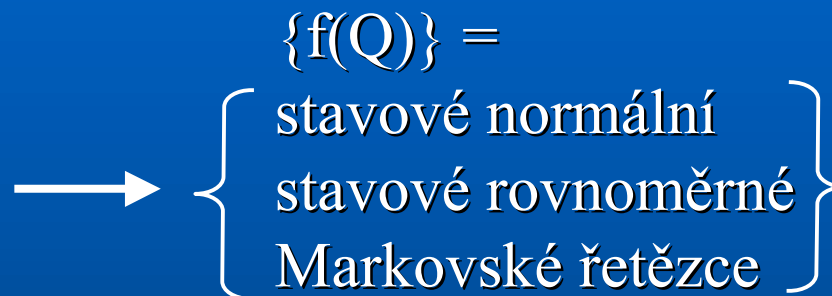 {f(Q)} =
stavové normální
stavové rovnoměrné
Markovské řetězce